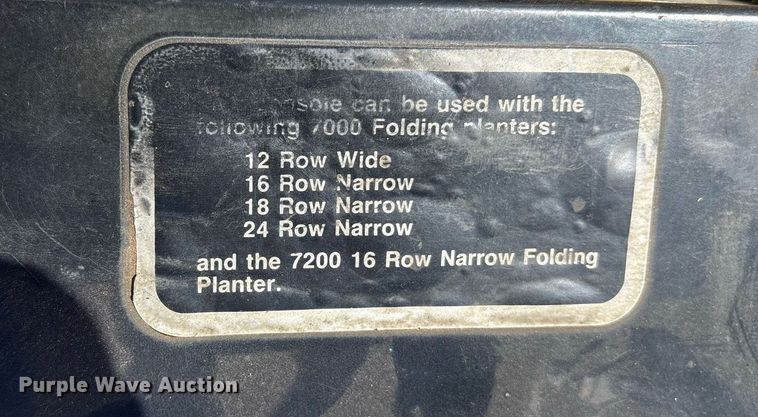 can be used with the
following 7000 Folding planters:
12 Row Wide
16 Row Narrow
18 Row Narrow
24 Row Narrow
and the 7200 16 Row Narrow Folding
Planter.
Purple Wave Auction